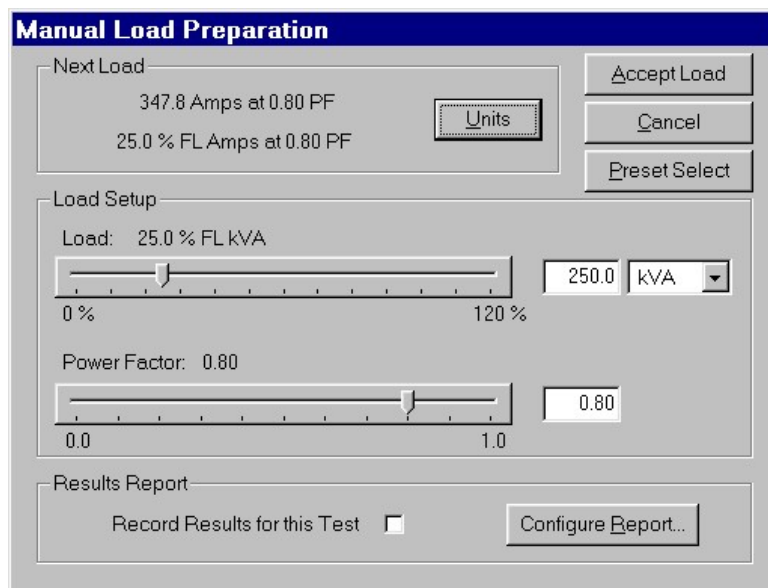 Manual Load Preparation
Next Load
347.8 Amps at 0.80 PF
25.0 % FL Amps at 0.80 PF
Units
Accept Load
Cancel
Preset Select
Load Setup
Load: 25.0 % FL kVA
250.0 kVA
0 % 120 %
Power Factor: 0.80
0.80
0.0 1.0
Results Report
Record Results for this Test
Configure Report...